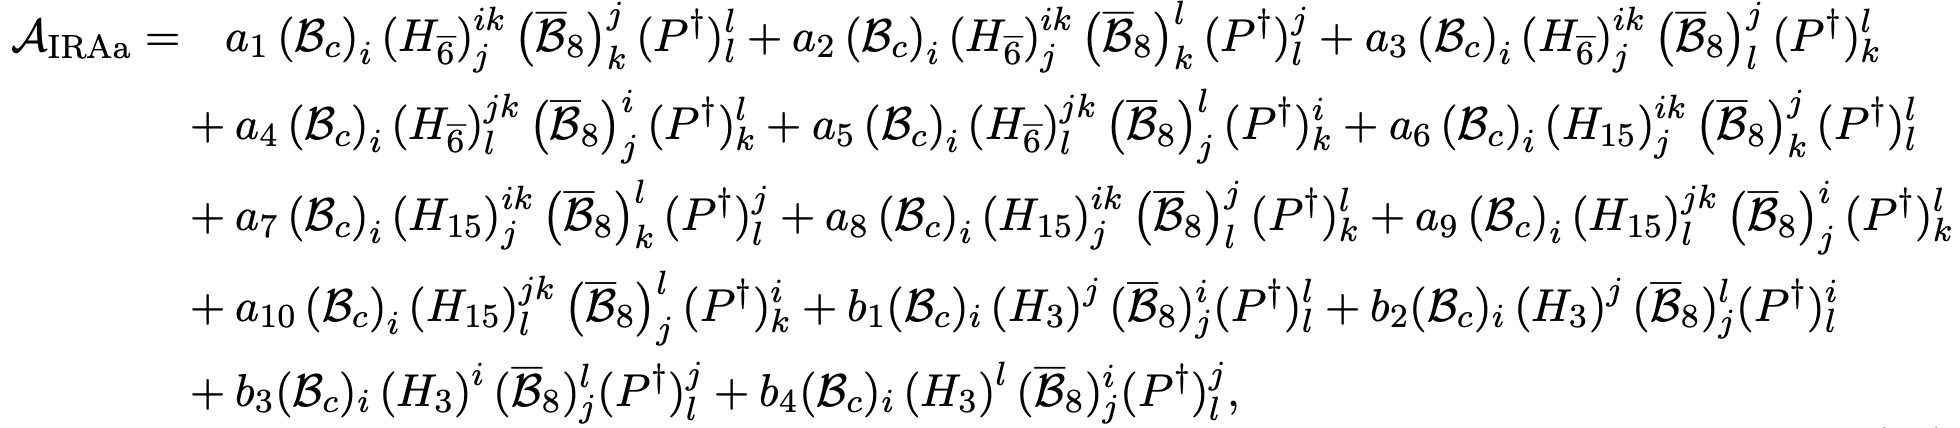 𝒜_IRAa = a_1 (ℬ_c)_i (H_{\overline{6}})^{ik}_j (\overline{ℬ}_8)^j_k (P^†)^l_l + a_2 (ℬ_c)_i (H_{\overline{6}})^{ik}_j (\overline{ℬ}_8)^l_k (P^†)^j_l + a_3 (ℬ_c)_i (H_{\overline{6}})^{ik}_j (\overline{ℬ}_8)^j_l (P^†)^l_k
+ a_4 (ℬ_c)_i (H_{\overline{6}})^{jk}_l (\overline{ℬ}_8)^i_j (P^†)^l_k + a_5 (ℬ_c)_i (H_{\overline{6}})^{jk}_l (\overline{ℬ}_8)^l_j (P^†)^i_k + a_6 (ℬ_c)_i (H_{15})^{ik}_j (\overline{ℬ}_8)^j_k (P^†)^l_l
+ a_7 (ℬ_c)_i (H_{15})^{ik}_j (\overline{ℬ}_8)^l_k (P^†)^j_l + a_8 (ℬ_c)_i (H_{15})^{ik}_j (\overline{ℬ}_8)^j_l (P^†)^l_k + a_9 (ℬ_c)_i (H_{15})^{jk}_l (\overline{ℬ}_8)^i_j (P^†)^l_k
+ a_{10} (ℬ_c)_i (H_{15})^{jk}_l (\overline{ℬ}_8)^l_j (P^†)^i_k + b_1(ℬ_c)_i (H_3)^j (\overline{ℬ}_8)^i_j(P^†)^l_l + b_2(ℬ_c)_i (H_3)^j (\overline{ℬ}_8)^l_j(P^†)^i_l
+ b_3(ℬ_c)_i (H_3)^i (\overline{ℬ}_8)^l_j(P^†)^j_l + b_4(ℬ_c)_i (H_3)^l (\overline{ℬ}_8)^i_j(P^†)^j_l,